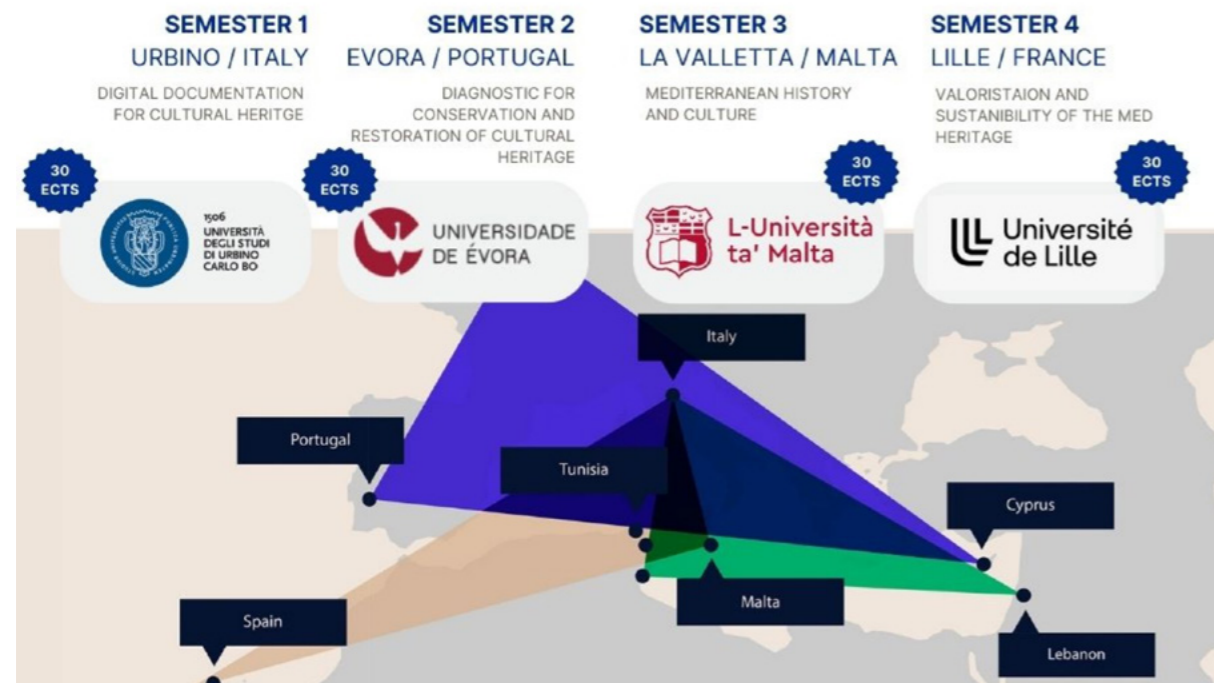 SEMESTER 1
URBINO / ITALY
DIGITAL DOCUMENTATION
FOR CULTURAL HERITGE
30
ECTS
1506
UNIVERSITÀ
DEGLI STUDI
DI URBINO
CARLO BO
SEMESTER 2
EVORA / PORTUGAL
DIAGNOSTIC FOR
CONSERVATION AND
RESTORATION OF CULTURAL
HERITAGE
30
ECTS
UNIVERSIDADE
DE ÉVORA
SEMESTER 3
LA VALLETTA / MALTA
MEDITERRANEAN HISTORY
AND CULTURE
30
ECTS
L-Università
ta' Malta
SEMESTER 4
LILLE / FRANCE
VALORISTAION AND
SUSTANIBILITY OF THE MED
HERITAGE
30
ECTS
Université
de Lille
Italy
Portugal
Tunisia
Cyprus
Malta
Spain
Lebanon